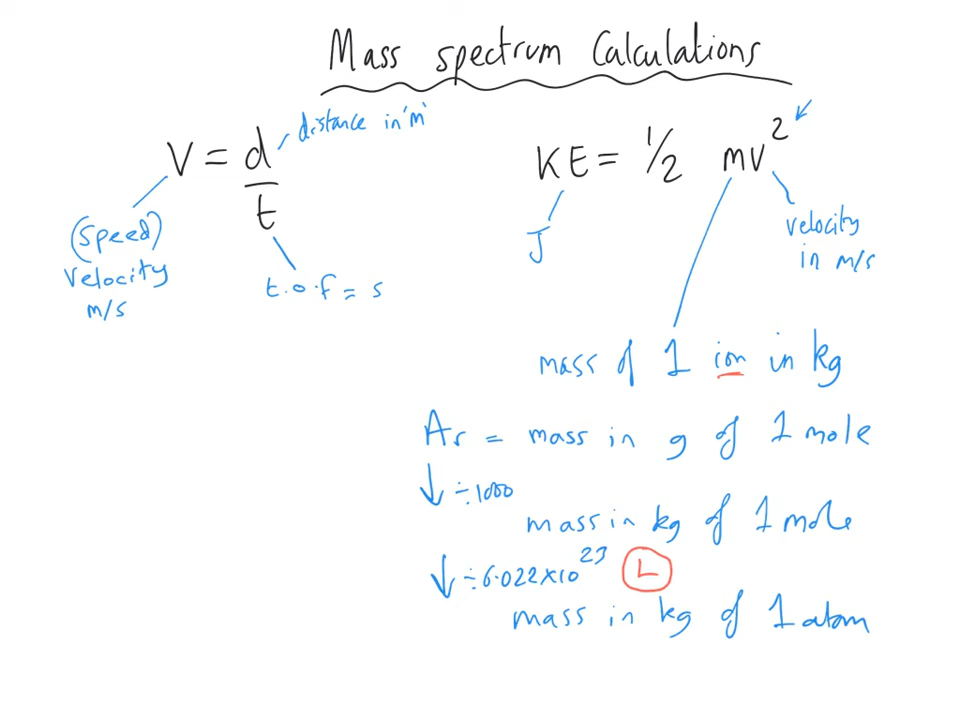 Mass spectrum Calculations
V = d/t
distance in 'm'
(Speed)
Velocity
m/s
t.o.f = s
KE = 1/2 mv²
J
velocity
in m/s
mass of 1 ion in kg
Ar = mass in g of 1 mole
↓ ÷1000
mass in kg of 1 mole
↓ ÷6.022×10²³ L
mass in kg of 1 atom